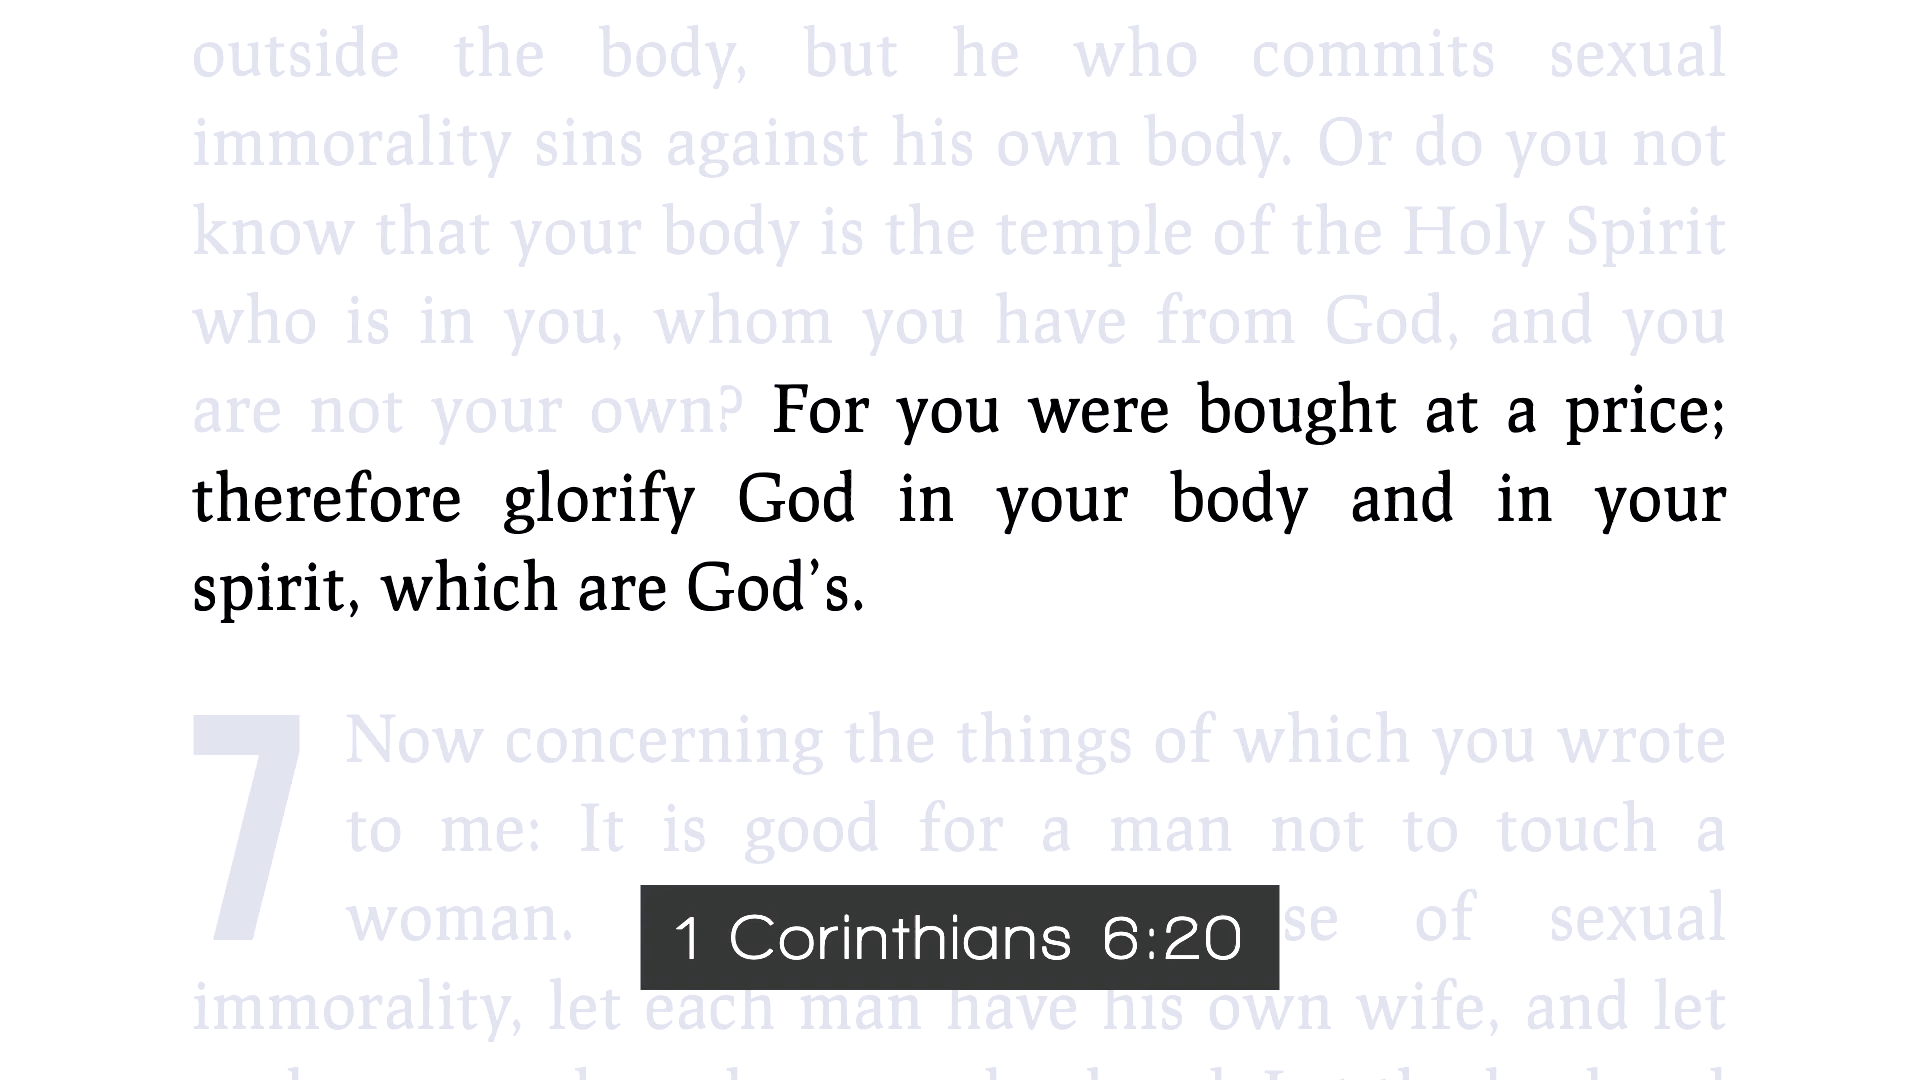 outside the body, but he who commits sexual
immorality sins against his own body. Or do you not
know that your body is the temple of the Holy Spirit
who is in you, whom you have from God, and you
are not your own? For you were bought at a price;
therefore glorify God in your body and in your
spirit, which are God’s.
7 Now concerning the things of which you wrote
to me: It is good for a man not to touch a
woman. se of sexual
1 Corinthians 6:20
immorality, let each man have his own wife, and let